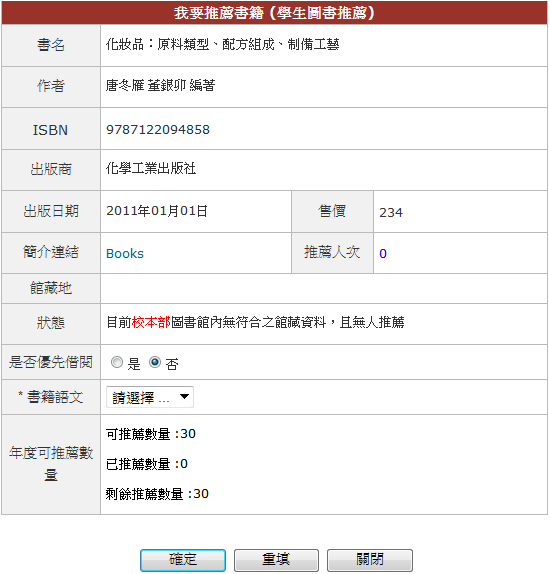 我要推薦書籍 (學生圖書推薦)
書名 化妝品：原料類型、配方組成、制備工藝
作者 唐冬雁 董銀卯 編著
ISBN 9787122094858
出版商 化學工業出版社
出版日期 2011年01月01日 售價 234
簡介連結 Books 推薦人次 0
館藏地
狀態 目前校本部圖書館內無符合之館藏資料，且無人推薦
是否優先借閱 是 否
* 書籍語文 請選擇 ...
年度可推薦數量
可推薦數量 :30
已推薦數量 :0
剩餘推薦數量 :30
確定 重填 關閉